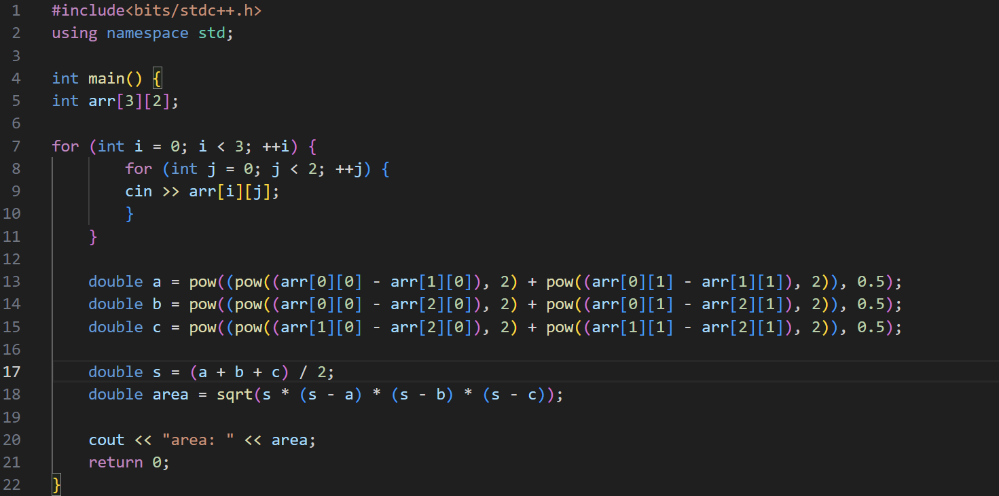 1 #include<bits/stdc++.h>
2 using namespace std;
3
4 int main() {
5 int arr[3][2];
6
7 for (int i = 0; i < 3; ++i) {
8         for (int j = 0; j < 2; ++j) {
9         cin >> arr[i][j];
10         }
11     }
12
13     double a = pow((pow((arr[0][0] - arr[1][0]), 2) + pow((arr[0][1] - arr[1][1]), 2)), 0.5);
14     double b = pow((pow((arr[0][0] - arr[2][0]), 2) + pow((arr[0][1] - arr[2][1]), 2)), 0.5);
15     double c = pow((pow((arr[1][0] - arr[2][0]), 2) + pow((arr[1][1] - arr[2][1]), 2)), 0.5);
16
17     double s = (a + b + c) / 2;
18     double area = sqrt(s * (s - a) * (s - b) * (s - c));
19
20     cout << "area: " << area;
21     return 0;
22 }